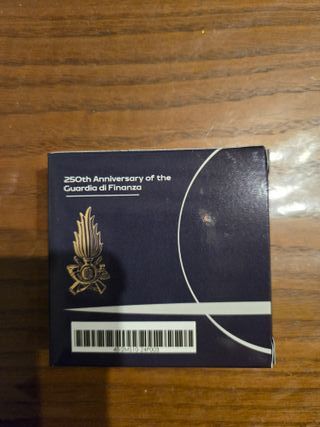 250th Anniversary of the
Guardia di Finanza